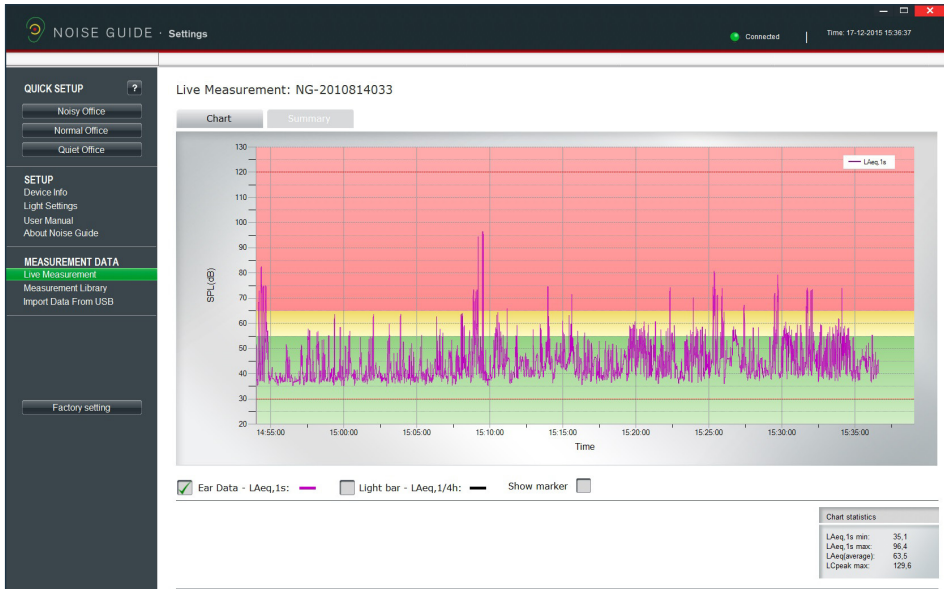 NOISE GUIDE · Settings
Connected
Time: 17-12-2015 15:36:37
QUICK SETUP ?
Noisy Office
Normal Office
Quiet Office
SETUP
Device Info
Light Settings
User Manual
About Noise Guide
MEASUREMENT DATA
Live Measurement
Measurement Library
Import Data From USB
Factory setting
Live Measurement: NG-2010814033
Chart Summary
LAeq,1s
SPL(dB)
130
120
110
100
90
80
70
60
50
40
30
20
14:55:00 15:00:00 15:05:00 15:10:00 15:15:00 15:20:00 15:25:00 15:30:00 15:35:00
Time
Ear Data - LAeq,1s: Light bar - LAeq,1/4h: Show marker
Chart statistics
LAeq,1s min: 35,1
LAeq,1s max: 96,4
LAeq(average): 63,5
LCpeak max: 129,6